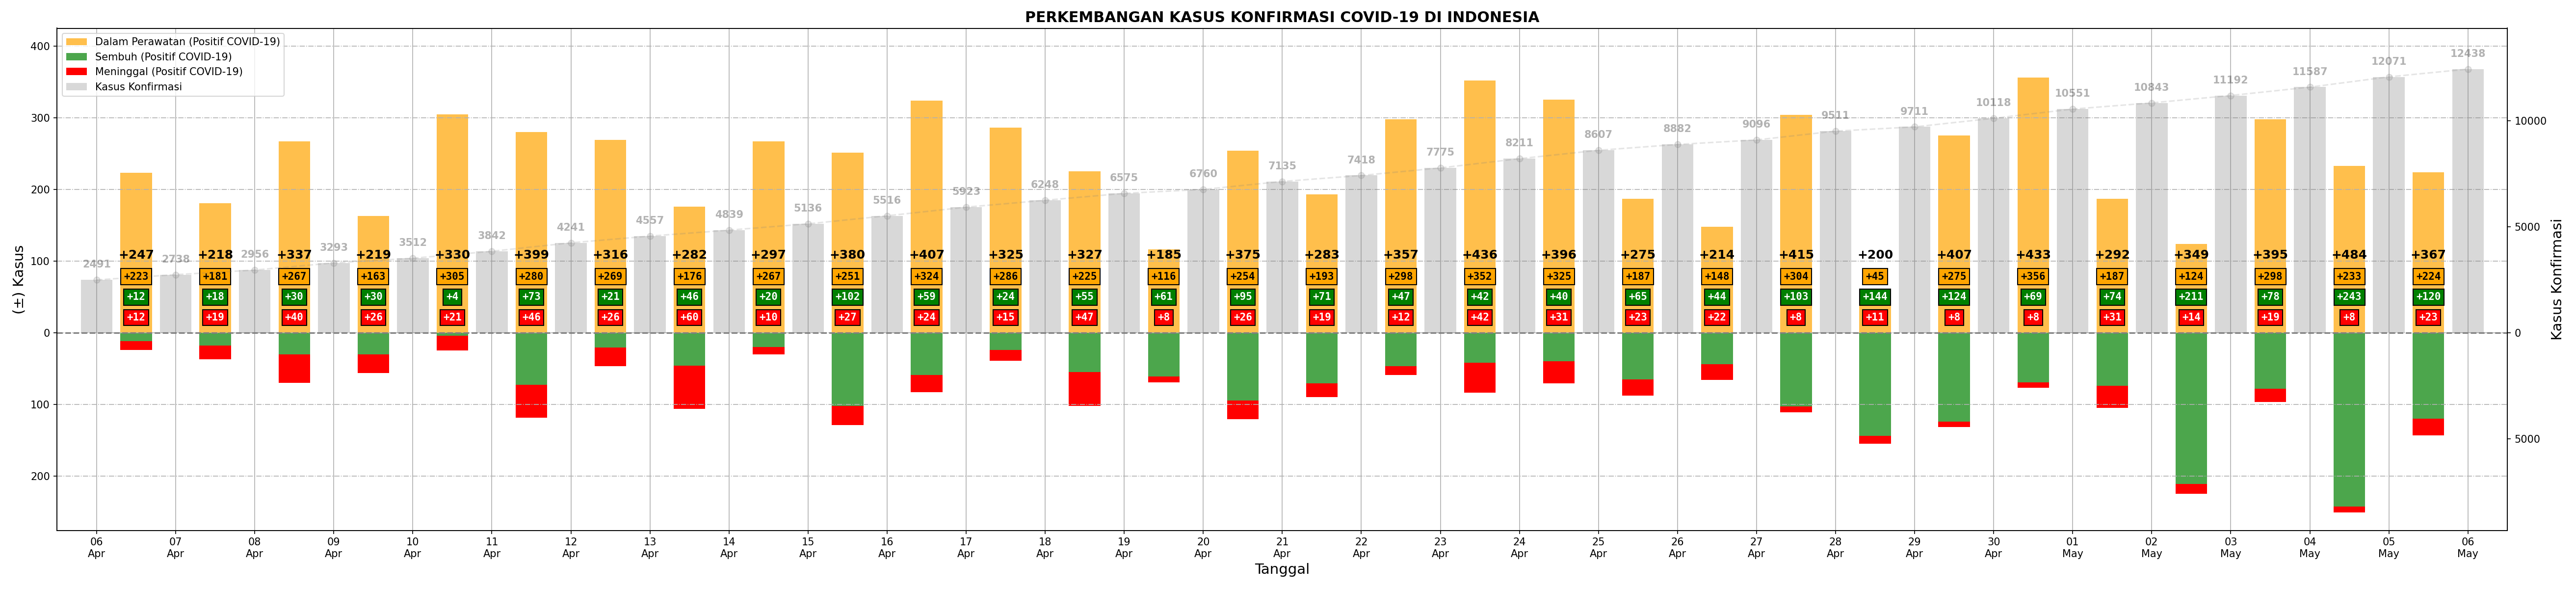 PERKEMBANGAN KASUS KONFIRMASI COVID-19 DI INDONESIA
Dalam Perawatan (Positif COVID-19)
Sembuh (Positif COVID-19)
Meninggal (Positif COVID-19)
Kasus Konfirmasi
(±) Kasus
400
300
200
100
0
100
200
2491 2738 2956 3293 3512 3842 4241 4557 4839 5136 5516 5923 6248 6575 6760 7135 7418 7775 8211 8607 8882 9096 9511 9711 10118 10551 10843 11192 11587 12071 12438
+247 +218 +337 +219 +330 +399 +316 +282 +297 +380 +407 +325 +327 +185 +375 +283 +357 +436 +396 +275 +214 +415 +200 +407 +433 +292 +349 +395 +484 +367
+223 +181 +267 +163 +305 +280 +269 +176 +267 +251 +324 +286 +225 +116 +254 +193 +298 +352 +325 +187 +148 +304 +45 +275 +356 +187 +124 +298 +233 +224
+12 +18 +30 +30 +4 +73 +21 +46 +20 +102 +59 +24 +55 +61 +95 +71 +47 +42 +40 +65 +44 +103 +144 +124 +69 +74 +211 +78 +243 +120
+12 +19 +40 +26 +21 +46 +26 +60 +10 +27 +24 +15 +47 +8 +26 +19 +12 +42 +31 +23 +22 +8 +11 +8 +8 +31 +14 +19 +8 +23
10000
5000
0
5000
Kasus Konfirmasi
06 07 08 09 10 11 12 13 14 15 16 17 18 19 20 21 22 23 24 25 26 27 28 29 30 01 02 03 04 05 06
Apr Apr Apr Apr Apr Apr Apr Apr Apr Apr Apr Apr Apr Apr Apr Apr Apr Apr Apr Apr Apr Apr Apr Apr Apr May May May May May May
Tanggal